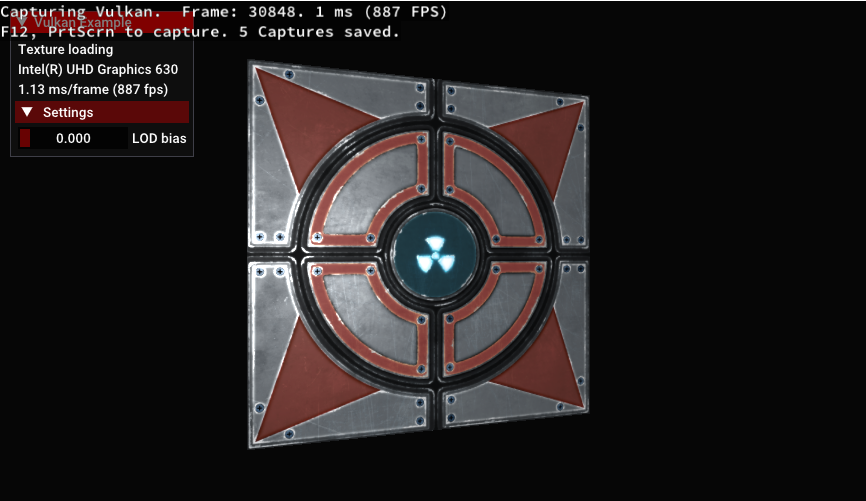 Capturing Vulkan.  Frame: 30848. 1 ms (887 FPS)
Vulkan Example
F12, PrtScrn to capture. 5 Captures saved.
Texture loading
Intel(R) UHD Graphics 630
1.13 ms/frame (887 fps)
Settings
0.000 LOD bias